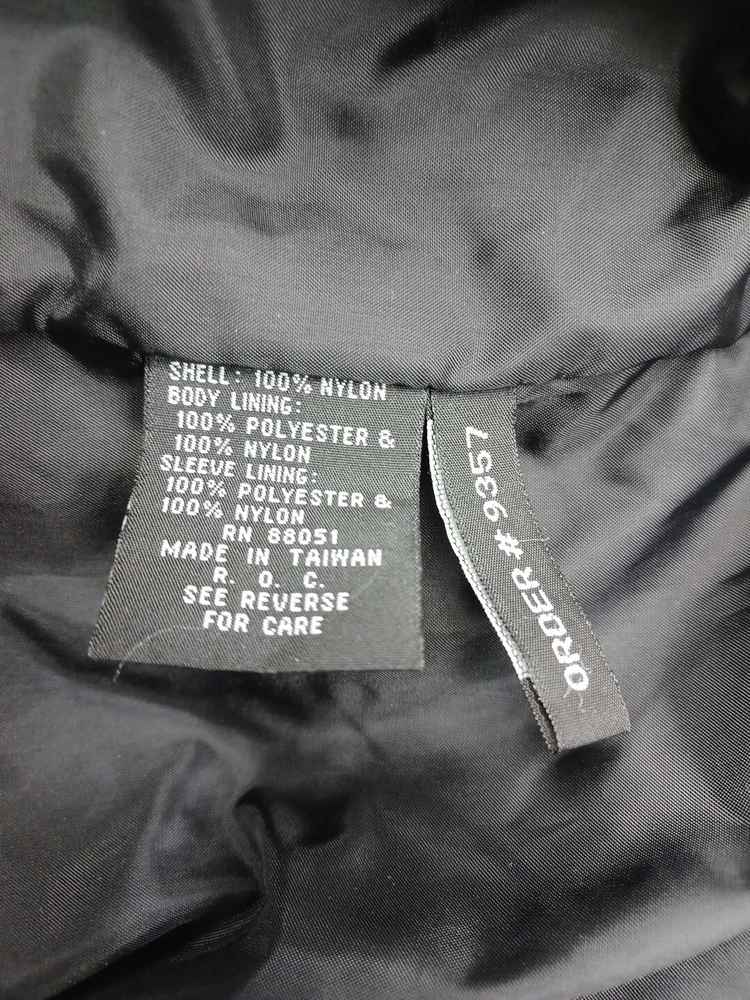 SHELL: 100% NYLON
BODY LINING:
100% POLYESTER &
100% NYLON
SLEEVE LINING:
100% POLYESTER &
100% NYLON
RN 88051
MADE IN TAIWAN
R. O. C.
SEE REVERSE
FOR CARE
ORDER # 9357